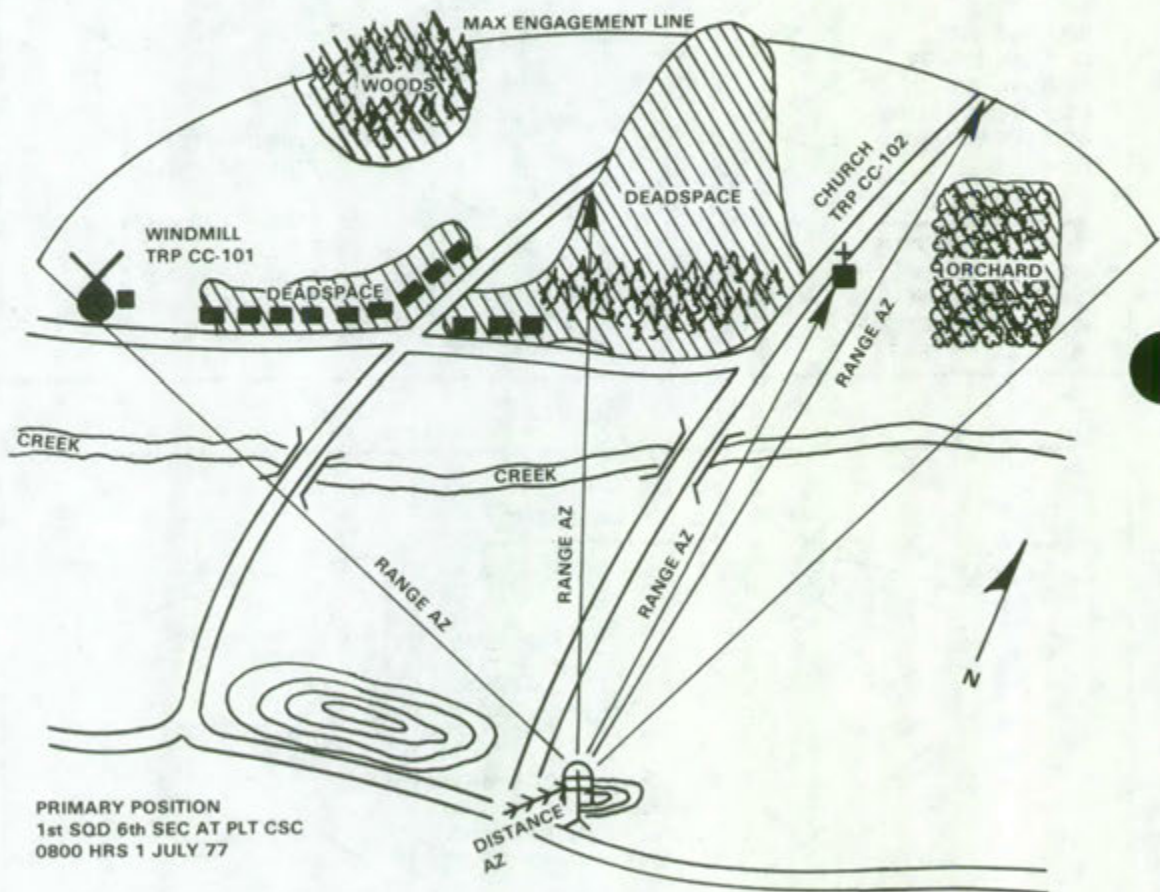 MAX ENGAGEMENT LINE
WOODS
CHURCH
TRP CC-102
DEADSPACE
WINDMILL
TRP CC-101
DEADSPACE
ORCHARD
RANGE AZ
CREEK
CREEK
RANGE AZ
RANGE AZ
RANGE AZ
N
PRIMARY POSITION
1st SQD 6th SEC AT PLT CSC
0800 HRS 1 JULY 77
DISTANCE
AZ